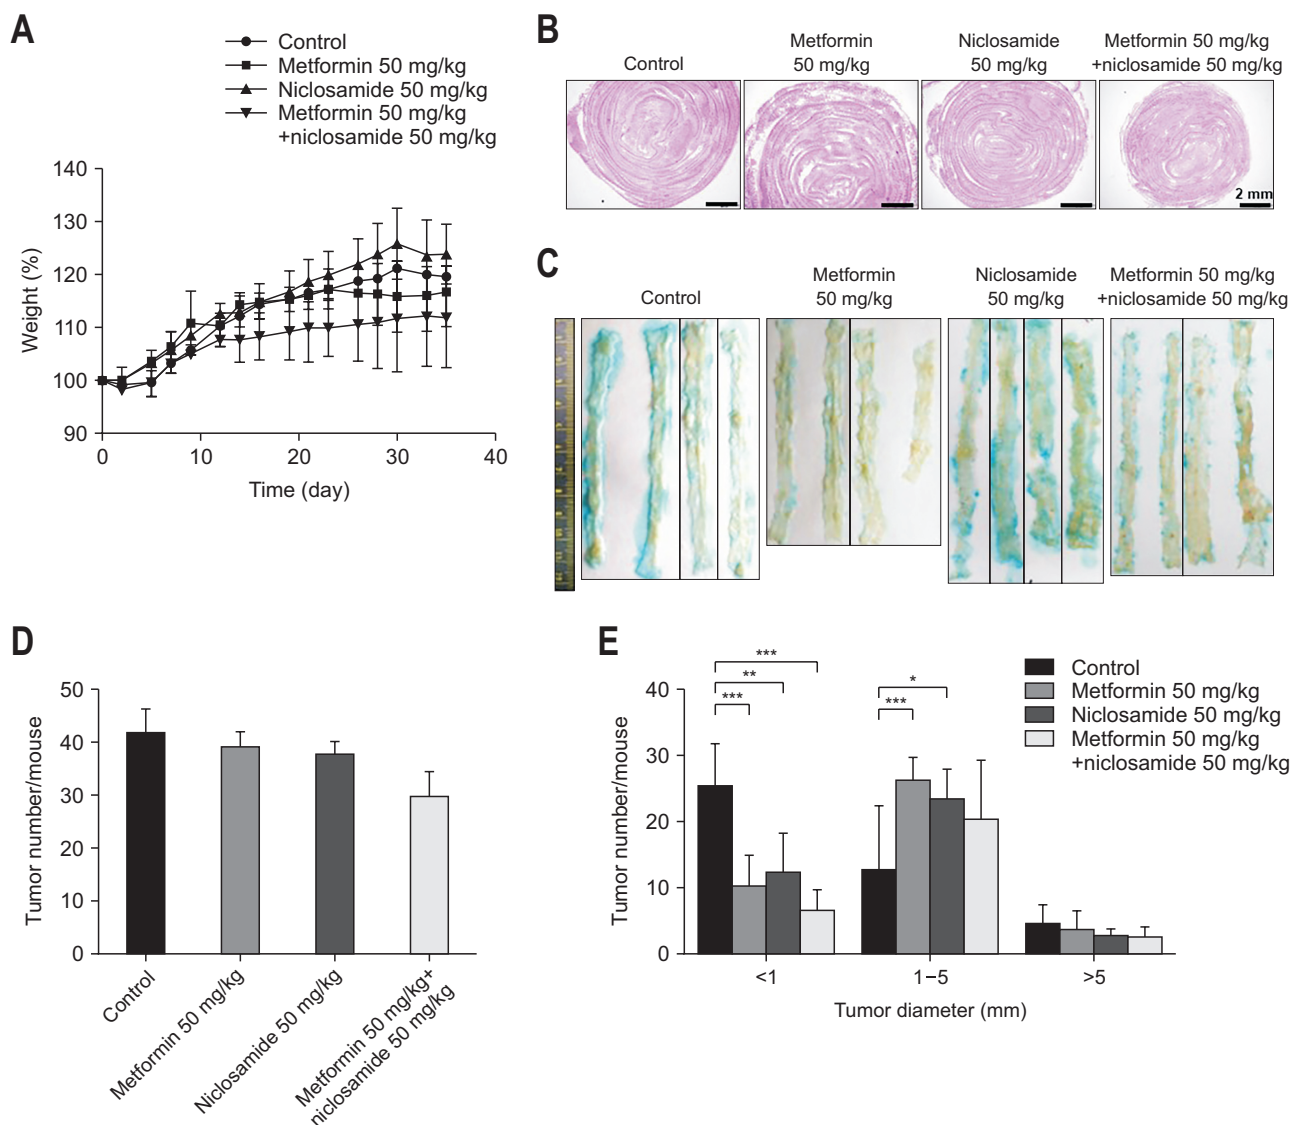 A
Control
Metformin 50 mg/kg
Niclosamide 50 mg/kg
Metformin 50 mg/kg
+niclosamide 50 mg/kg
140
130
120
110
100
90
Weight (%)
0
10
20
30
40
Time (day)
B
Control
Metformin
50 mg/kg
Niclosamide
50 mg/kg
Metformin 50 mg/kg
+niclosamide 50 mg/kg
2 mm
C
Control
Metformin
50 mg/kg
Niclosamide
50 mg/kg
Metformin 50 mg/kg
+niclosamide 50 mg/kg
D
50
40
30
20
10
0
Tumor number/mouse
Control
Metformin 50 mg/kg
Niclosamide 50 mg/kg
Metformin 50 mg/kg+
niclosamide 50 mg/kg
E
Control
Metformin 50 mg/kg
Niclosamide 50 mg/kg
Metformin 50 mg/kg
+niclosamide 50 mg/kg
***
**
***
*
***
40
30
20
10
0
Tumor number/mouse
<1
1−5
>5
Tumor diameter (mm)